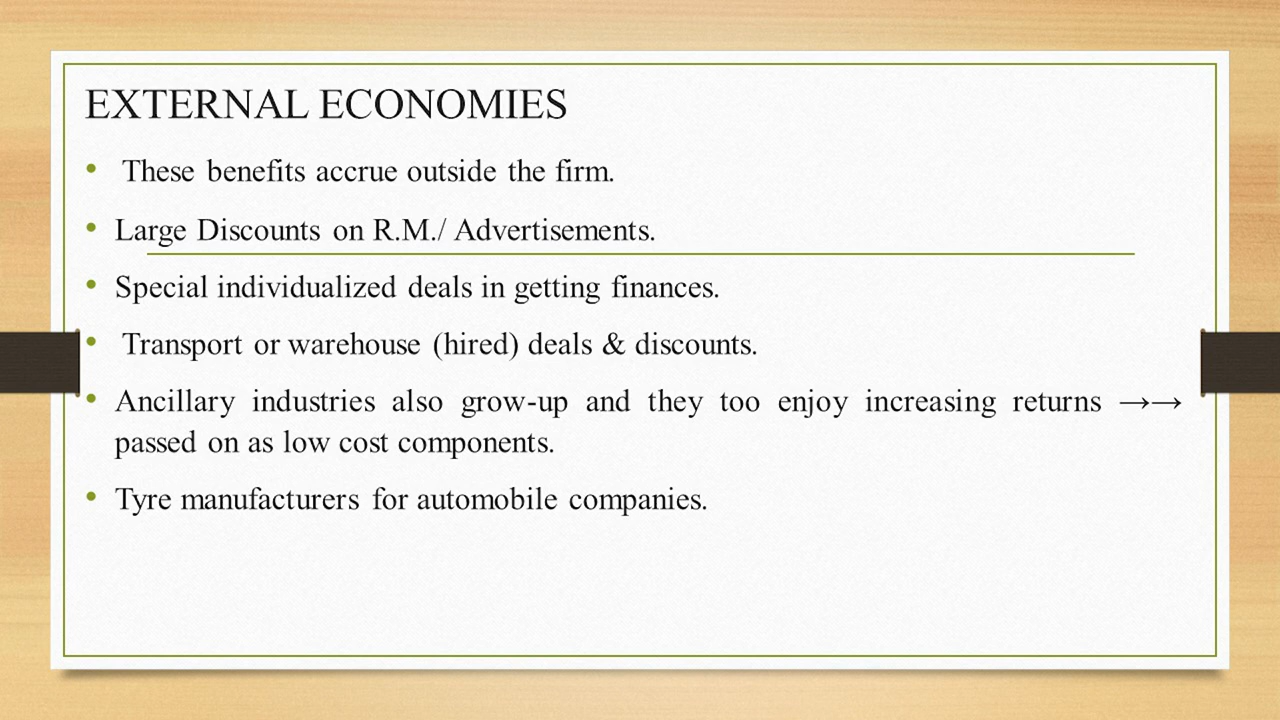 EXTERNAL ECONOMIES
• These benefits accrue outside the firm.
• Large Discounts on R.M./ Advertisements.
• Special individualized deals in getting finances.
• Transport or warehouse (hired) deals & discounts.
• Ancillary industries also grow-up and they too enjoy increasing returns →→
passed on as low cost components.
• Tyre manufacturers for automobile companies.